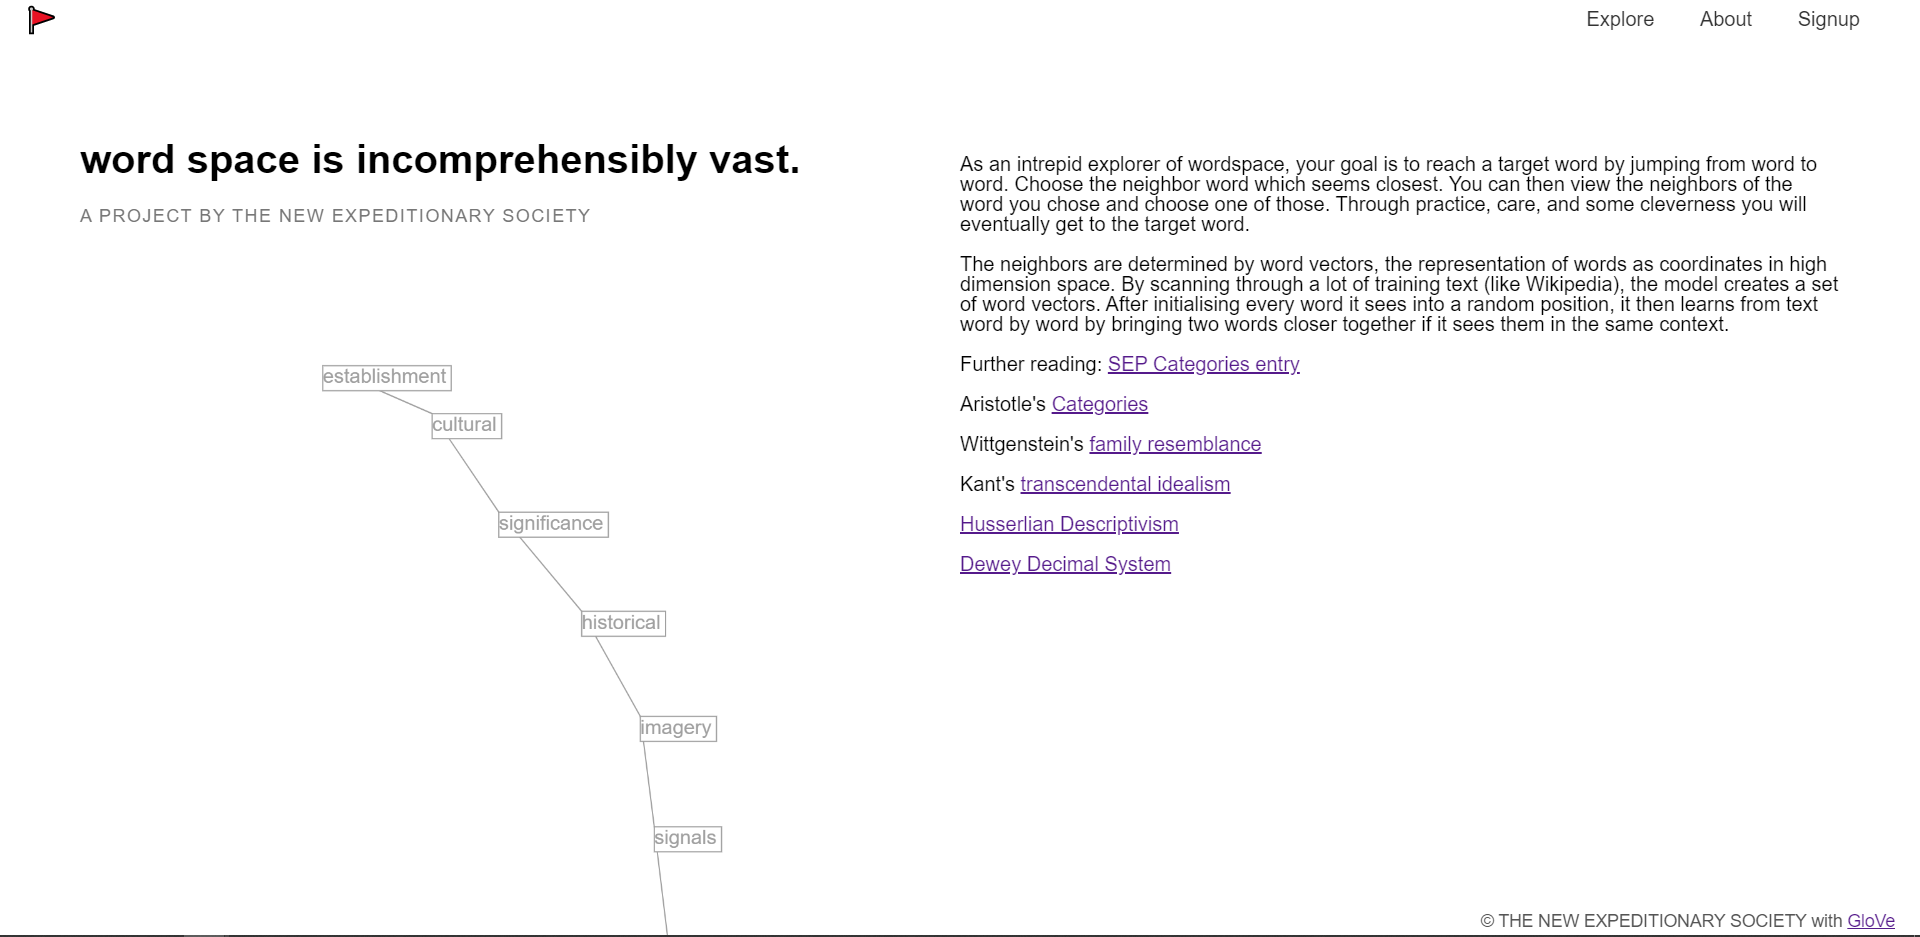 Explore About Signup
word space is incomprehensibly vast.
A PROJECT BY THE NEW EXPEDITIONARY SOCIETY
establishment
cultural
significance
historical
imagery
signals
As an intrepid explorer of wordspace, your goal is to reach a target word by jumping from word to
word. Choose the neighbor word which seems closest. You can then view the neighbors of the
word you chose and choose one of those. Through practice, care, and some cleverness you will
eventually get to the target word.
The neighbors are determined by word vectors, the representation of words as coordinates in high
dimension space. By scanning through a lot of training text (like Wikipedia), the model creates a set
of word vectors. After initialising every word it sees into a random position, it then learns from text
word by word by bringing two words closer together if it sees them in the same context.
Further reading: SEP Categories entry
Aristotle's Categories
Wittgenstein's family resemblance
Kant's transcendental idealism
Husserlian Descriptivism
Dewey Decimal System
© THE NEW EXPEDITIONARY SOCIETY with GloVe